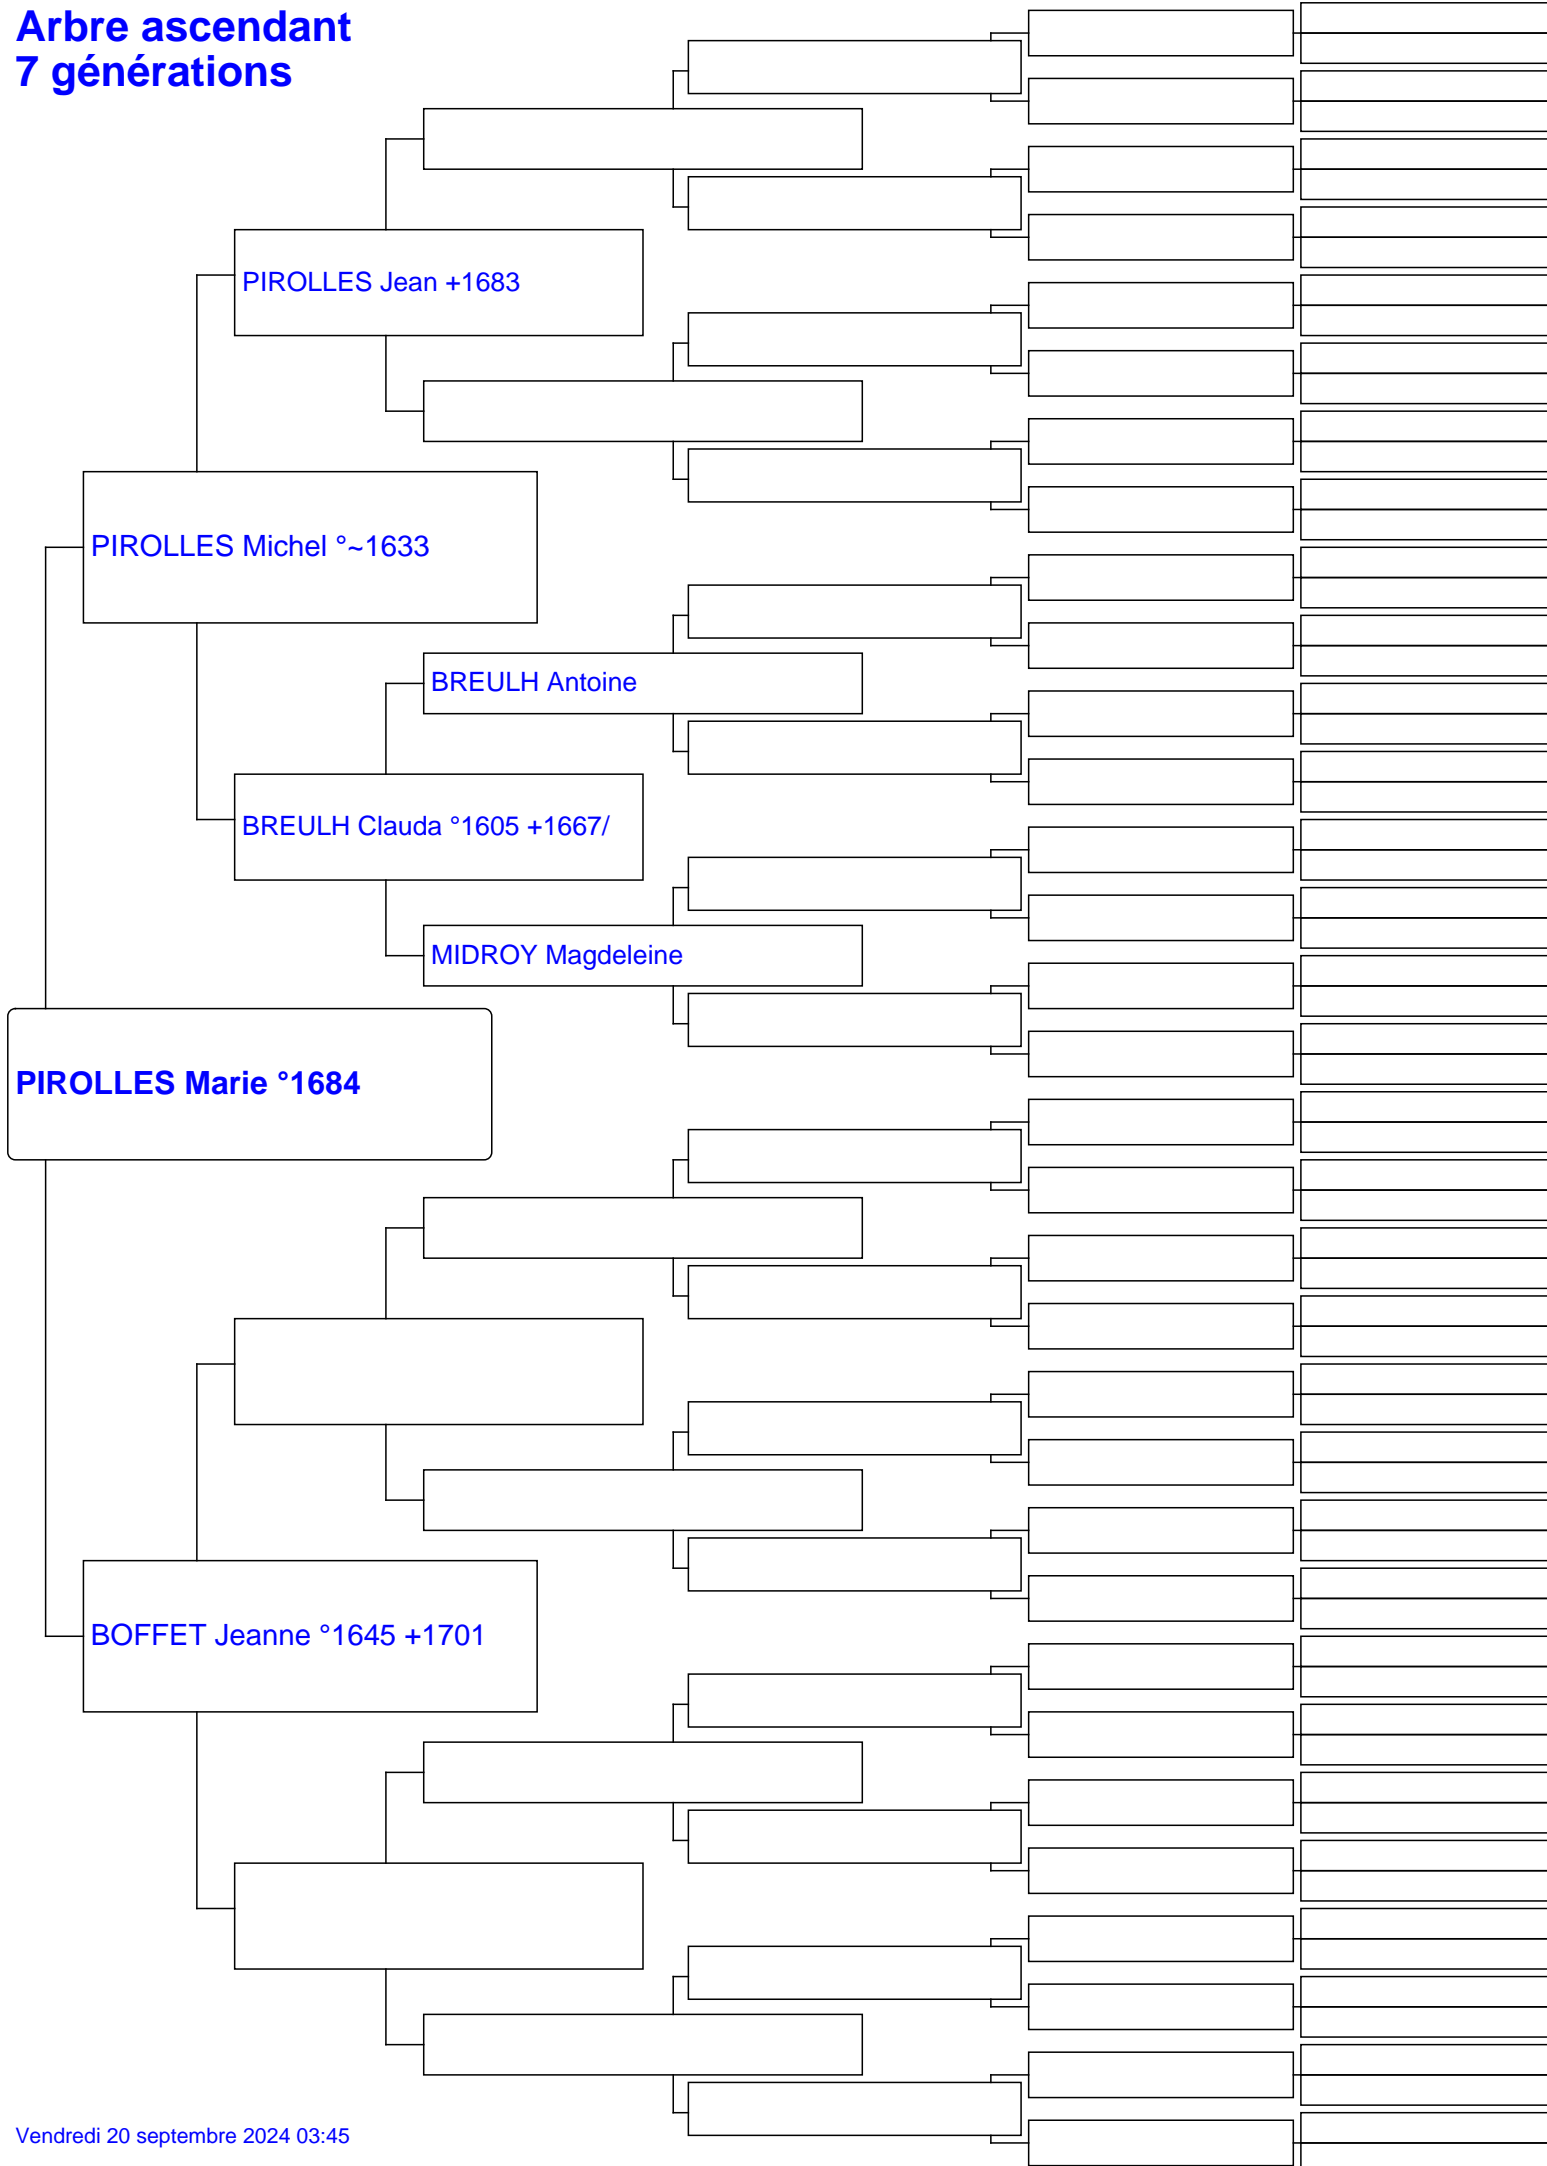 Arbre ascendant
7 générations
PIROLLES Jean +1683
PIROLLES Michel °~1633
BREULH Antoine
BREULH Clauda °1605 +1667/
MIDROY Magdeleine
PIROLLES Marie °1684
BOFFET Jeanne °1645 +1701
Vendredi 20 septembre 2024 03:45